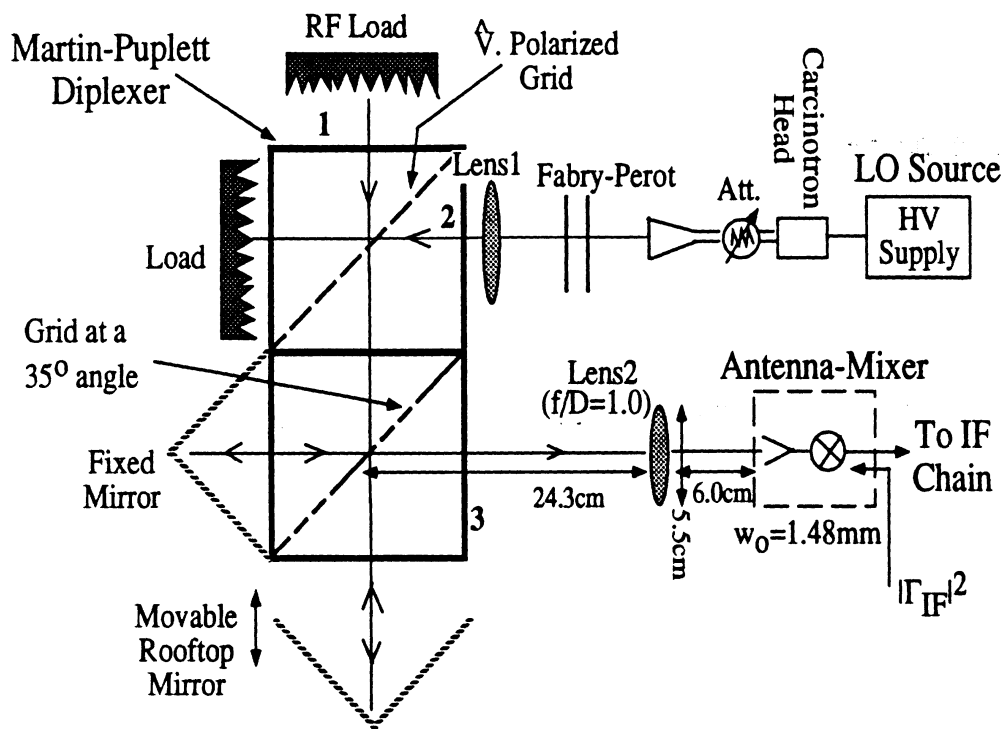 RF Load
Martin-Puplett
Diplexer
V̂. Polarized
Grid
1
Lens1
2
Fabry-Perot
Att.
Carcinotron
Head
LO Source
HV
Supply
Load
Grid at a
35° angle
Lens2
(f/D=1.0)
Antenna-Mixer
To IF
Chain
Fixed
Mirror
24.3cm
6.0cm
5.5cm
3
w₀=1.48mm
|Γ_IF|²
Movable
Rooftop
Mirror